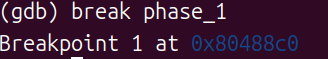 (gdb) break phase_1
Breakpoint 1 at 0x80488c0